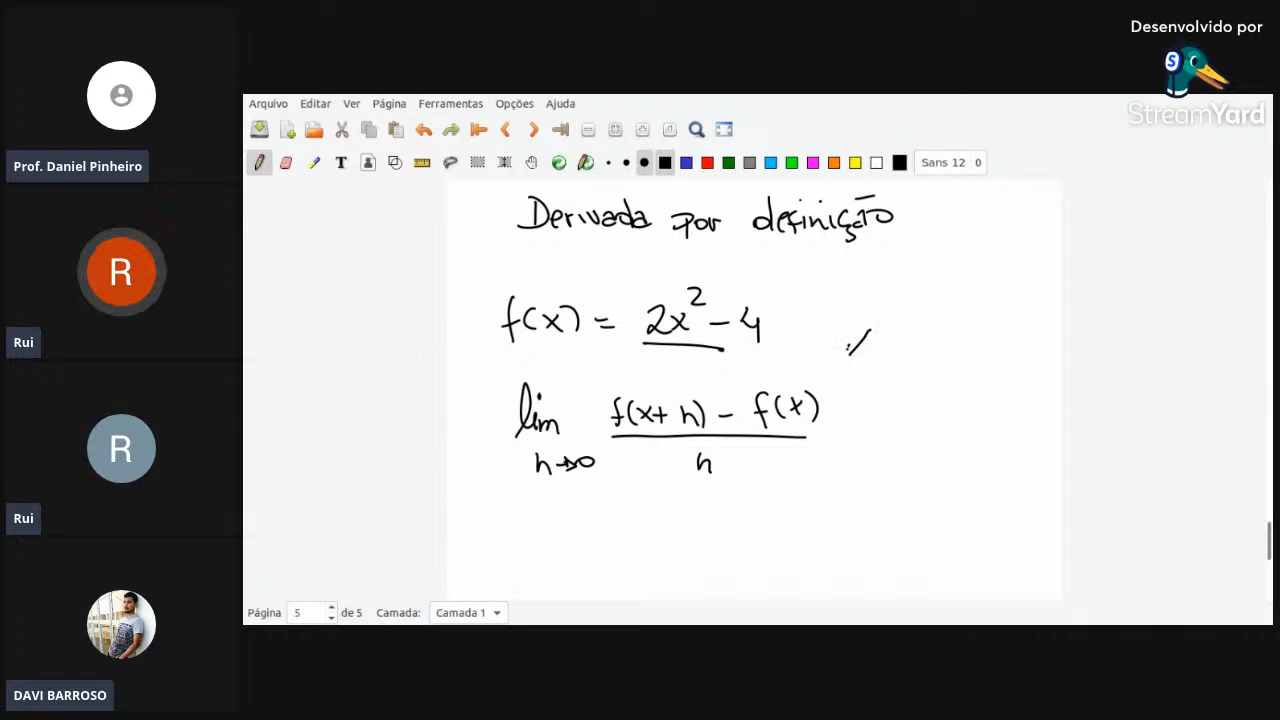 Desenvolvido por
S
StreamYard
Prof. Daniel Pinheiro
R
Rui
R
Rui
DAVI BARROSO
Arquivo Editar Ver Página Ferramentas Opções Ajuda
T Sans 12 0
Derivada por definição
f(x) = 2x² - 4
lim f(x+h) - f(x)
h→0 h
Página 5 de 5 Camada: Camada 1